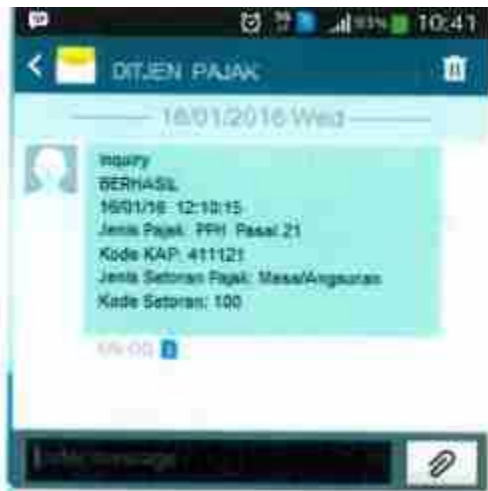 10:41
DITJEN PAJAK
16/01/2016 Wed
Inquiry
BERHASIL
16/01/16 12:10:15
Jenis Pajak: PPH Pasal 21
Kode KAP: 411121
Jenis Setoran Pajak: Masa/Angsuran
Kode Setoran: 100